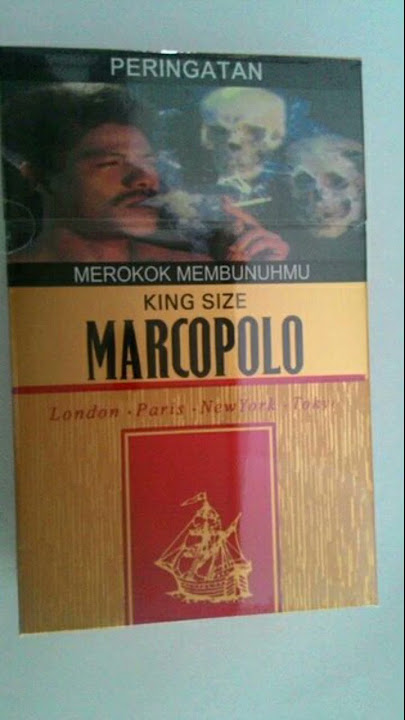 PERINGATAN
MEROKOK MEMBUNUHMU
KING SIZE
MARCOPOLO
London · Paris · NewYork · Tokyo